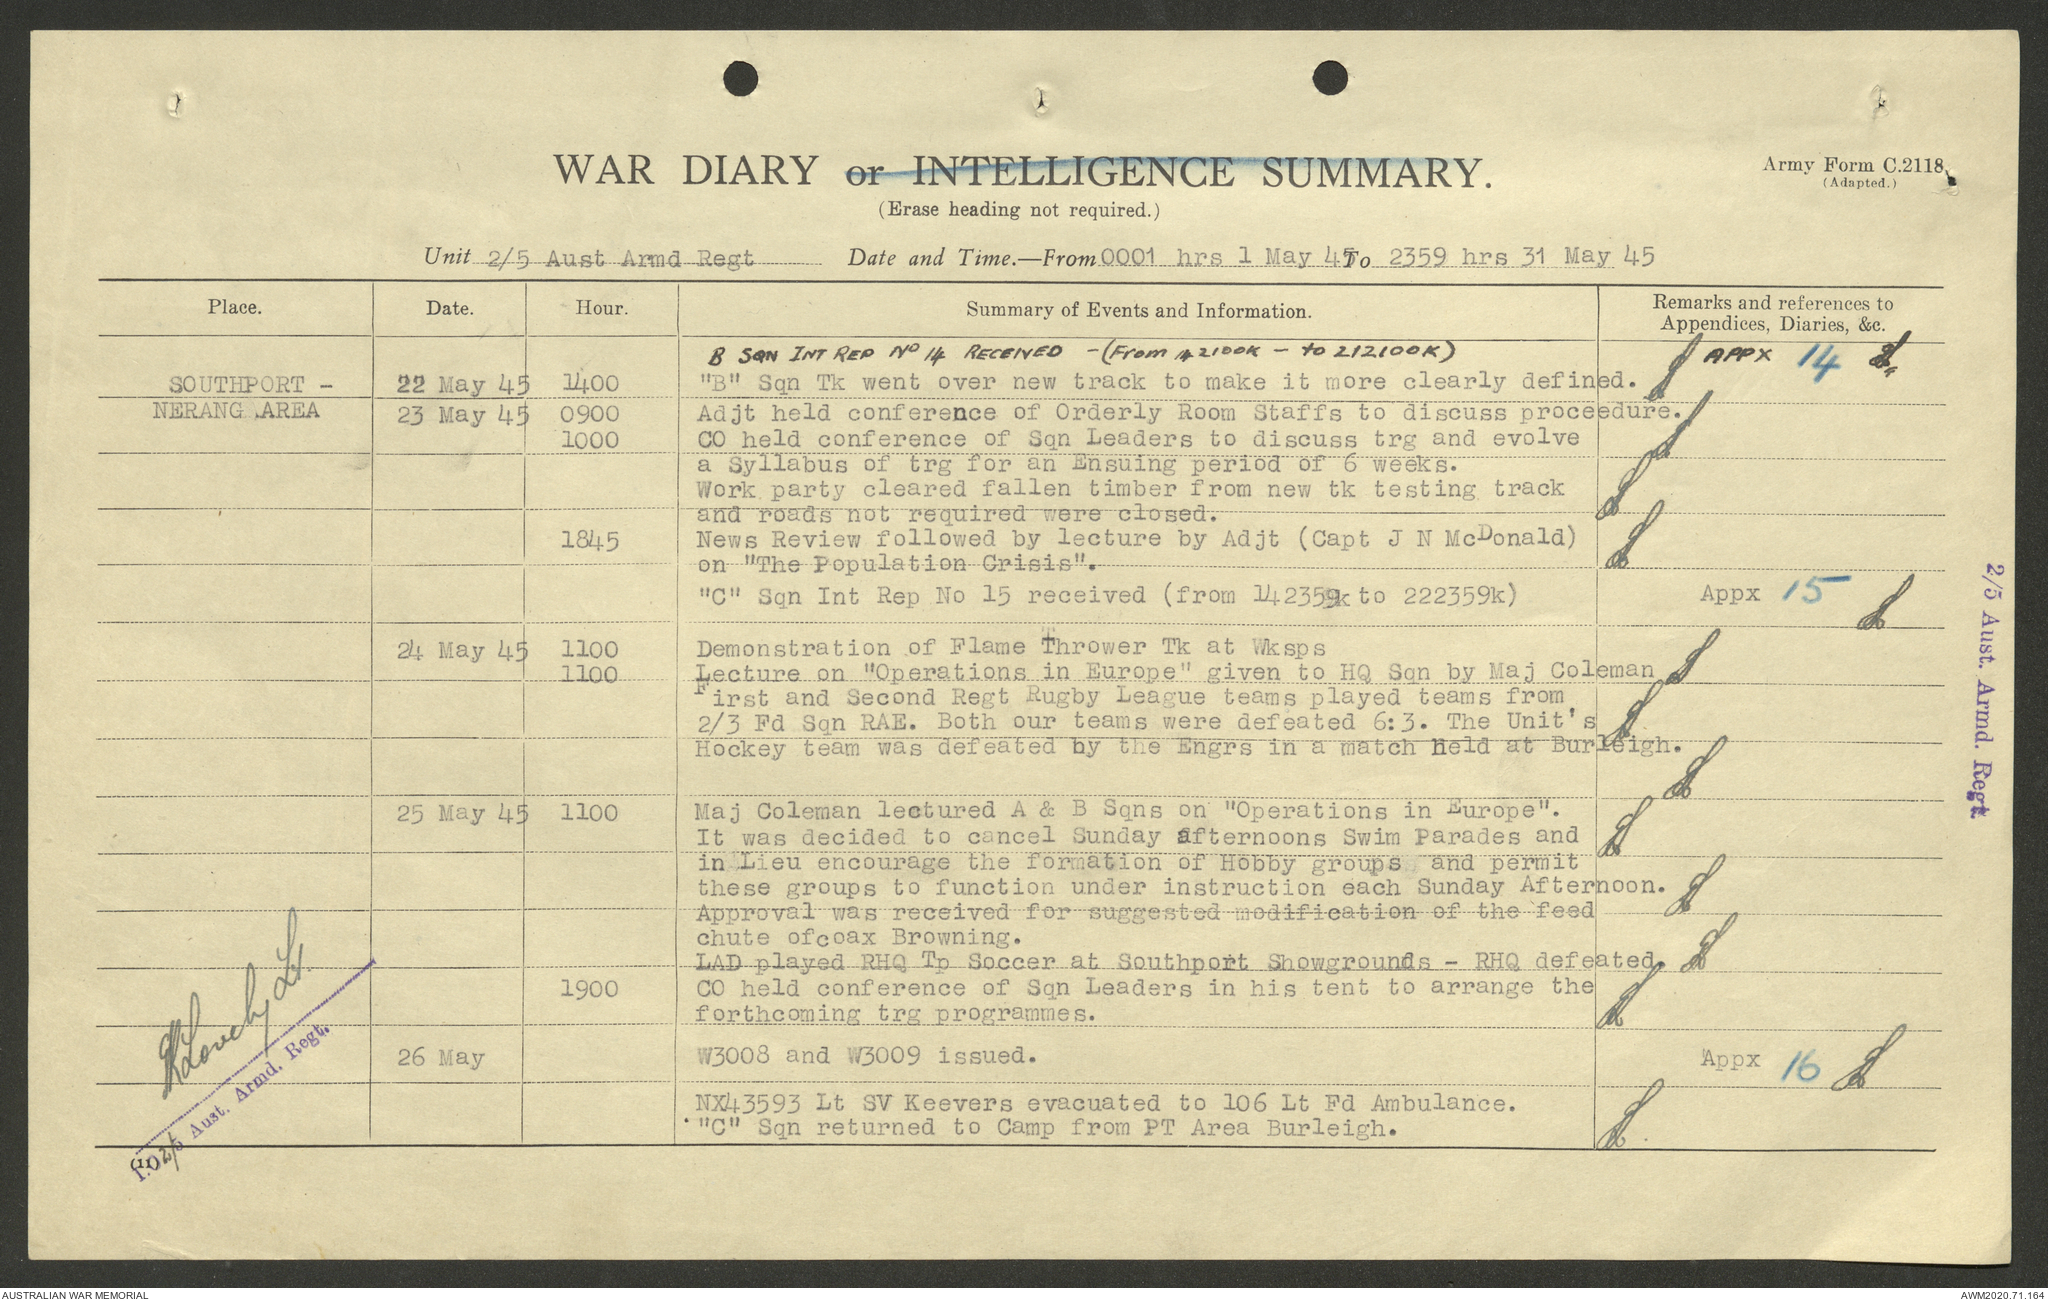 WAR DIARY or INTELLIGENCE SUMMARY.
Army Form C.2118.
(Adapted.)
(Erase heading not required.)
Unit 2/5 Aust Armd Regt Date and Time.—From 0001 hrs 1 May 45 To 2359 hrs 31 May 45
Place. Date. Hour. Summary of Events and Information. Remarks and references to
Appendices, Diaries, &c.
B SQN INT REP No 14 RECEIVED - (From 142100K - to 212100K) APPX 14
SOUTHPORT - 22 May 45 1400 "B" Sqn Tk went over new track to make it more clearly defined.
NERANG AREA 23 May 45 0900 Adjt held conference of Orderly Room Staffs to discuss proceedure.
1000 CO held conference of Sqn Leaders to discuss trg and evolve
a Syllabus of trg for an Ensuing period of 6 weeks.
Work party cleared fallen timber from new tk testing track
and roads not required were closed.
1845 News Review followed by lecture by Adjt (Capt J N McDonald)
on "The Population Crisis".
"C" Sqn Int Rep No 15 received (from 142359k to 222359k) Appx 15
24 May 45 1100 Demonstration of Flame Thrower Tk at Wksps
1100 Lecture on "Operations in Europe" given to HQ Sqn by Maj Coleman
First and Second Regt Rugby League teams played teams from
2/3 Fd Sqn RAE. Both our teams were defeated 6:3. The Unit's
Hockey team was defeated by the Engrs in a match held at Burleigh.
25 May 45 1100 Maj Coleman lectured A & B Sqns on "Operations in Europe".
It was decided to cancel Sunday afternoons Swim Parades and
in Lieu encourage the formation of Hobby groups and permit
these groups to function under instruction each Sunday Afternoon.
Approval was received for suggested modification of the feed
chute ofcoax Browning.
LAD played RHQ Tp Soccer at Southport Showgrounds - RHQ defeated.
1900 CO held conference of Sqn Leaders in his tent to arrange the
forthcoming trg programmes.
26 May W3008 and W3009 issued. Appx 16
NX43593 Lt SV Keevers evacuated to 106 Lt Fd Ambulance.
"C" Sqn returned to Camp from PT Area Burleigh.
Lt.
I.O. 2/5 Aust. Armd. Regt.
(11)
2/5 Aust. Armd. Regt
AUSTRALIAN WAR MEMORIAL
AWM2020.71.164